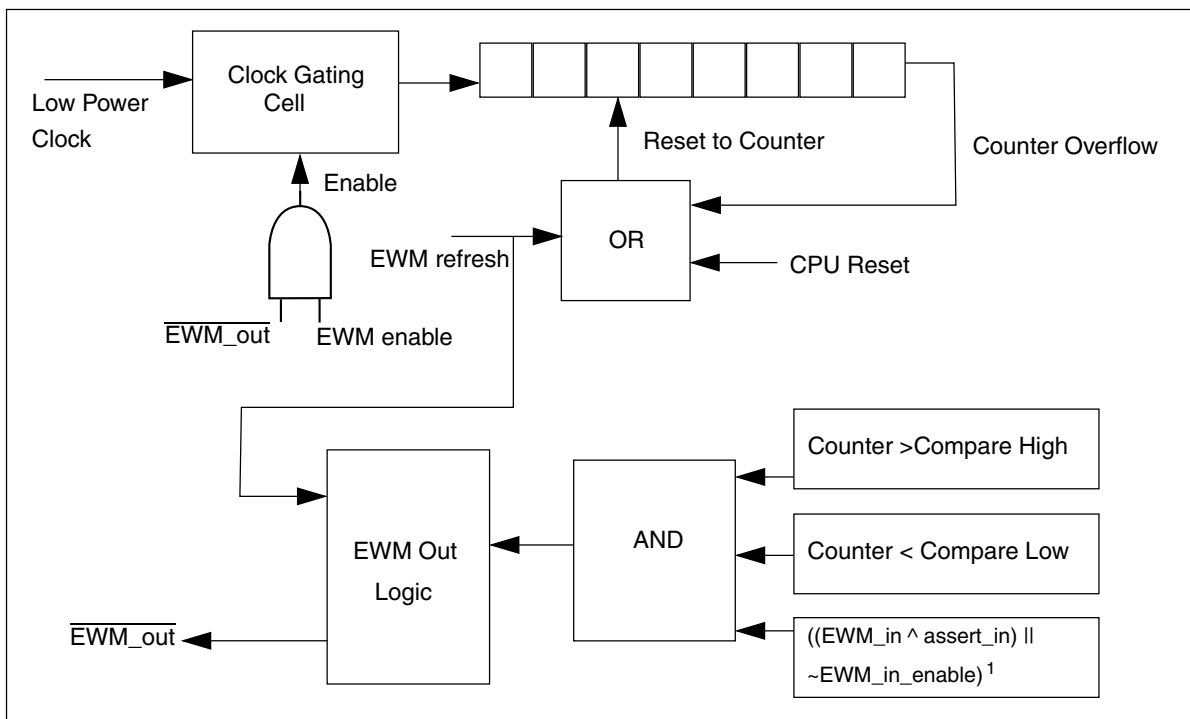 Low Power
Clock
Clock Gating
Cell
Enable
EWM_out
EWM enable
Reset to Counter
Counter Overflow
EWM refresh
OR
CPU Reset
Counter >Compare High
Counter < Compare Low
((EWM_in ^ assert_in) ||
~EWM_in_enable) 1
AND
EWM Out
Logic
EWM_out